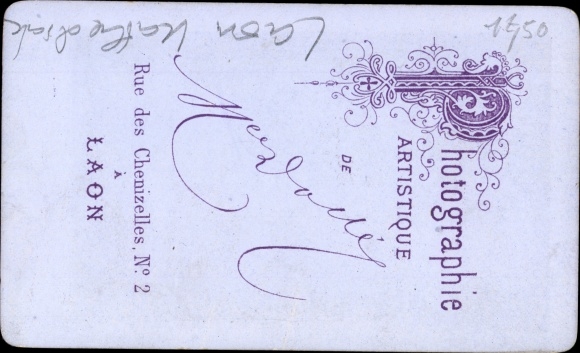 Photographie
ARTISTIQUE
DE
Rue des Chenizelles, N.º 2
À
LAON
Laon Kathedrale